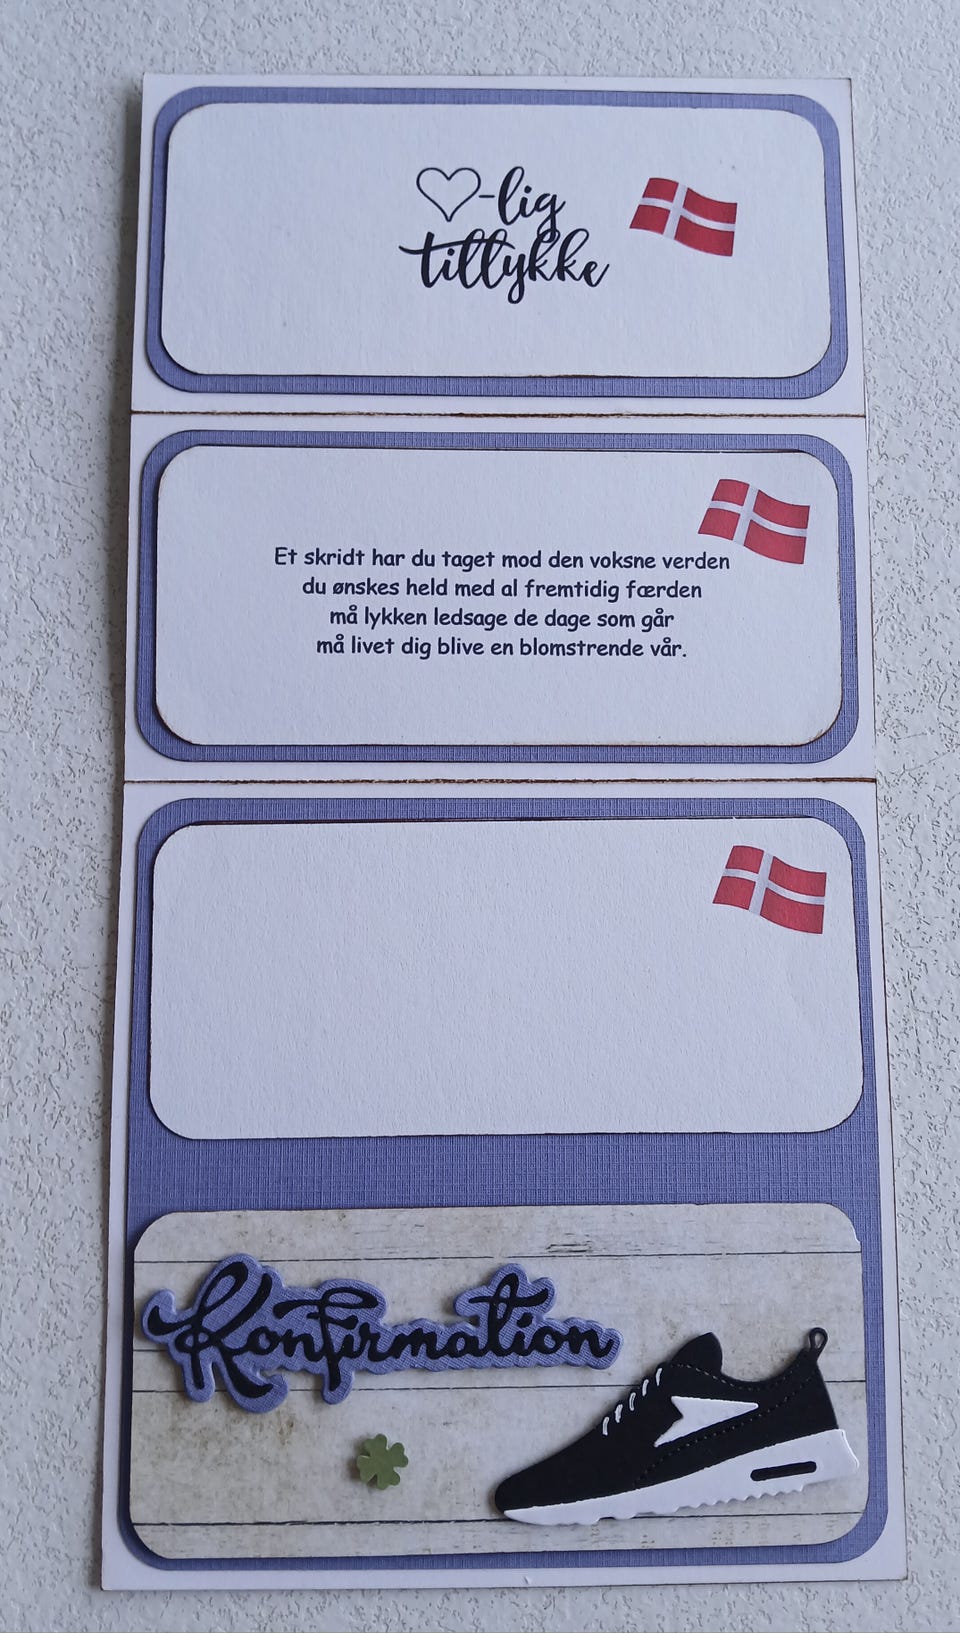 ♡-lig
tillykke
Et skridt har du taget mod den voksne verden
du ønskes held med al fremtidig færden
må lykken ledsage de dage som går
må livet dig blive en blomstrende vår.
Konfirmation